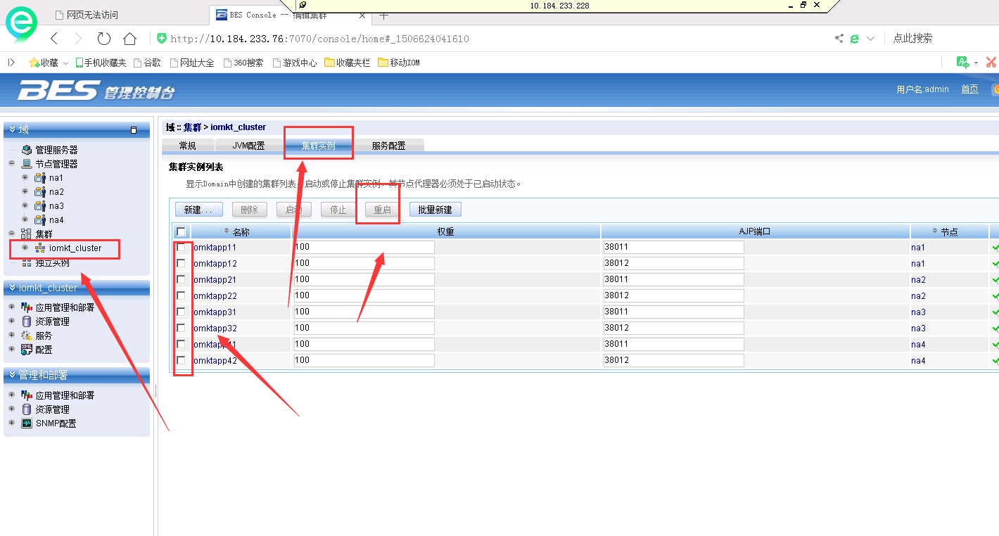 10.184.233.228
网页无法访问
BES Console -- 编辑集群
http://10.184.233.76:7070/console/home#_1506624041610
点此搜索
收藏 手机收藏夹 谷歌 网址大全 360搜索 游戏中心 收藏夹栏 移动IOM
BES 管理控制台
用户名:admin 首页
域
管理服务器
节点管理器
na1
na2
na3
na4
集群
iomkt_cluster
独立实例
iomkt_cluster
应用管理和部署
资源管理
服务
配置
管理和部署
应用管理和部署
资源管理
SNMP配置
域 :: 集群 > iomkt_cluster
常规 JVM配置 集群实例 服务配置
集群实例列表
显示Domain中创建的集群列表。启动或停止集群实例，其节点代理器必须处于已启动状态。
新建... 删除 启动 停止 重启 批量新建
名称 权重 AJP端口 节点
omktapp11 100 38011 na1
omktapp12 100 38012 na1
omktapp21 100 38011 na2
omktapp22 100 38012 na2
omktapp31 100 38011 na3
omktapp32 100 38012 na3
omktapp41 100 38011 na4
omktapp42 100 38012 na4